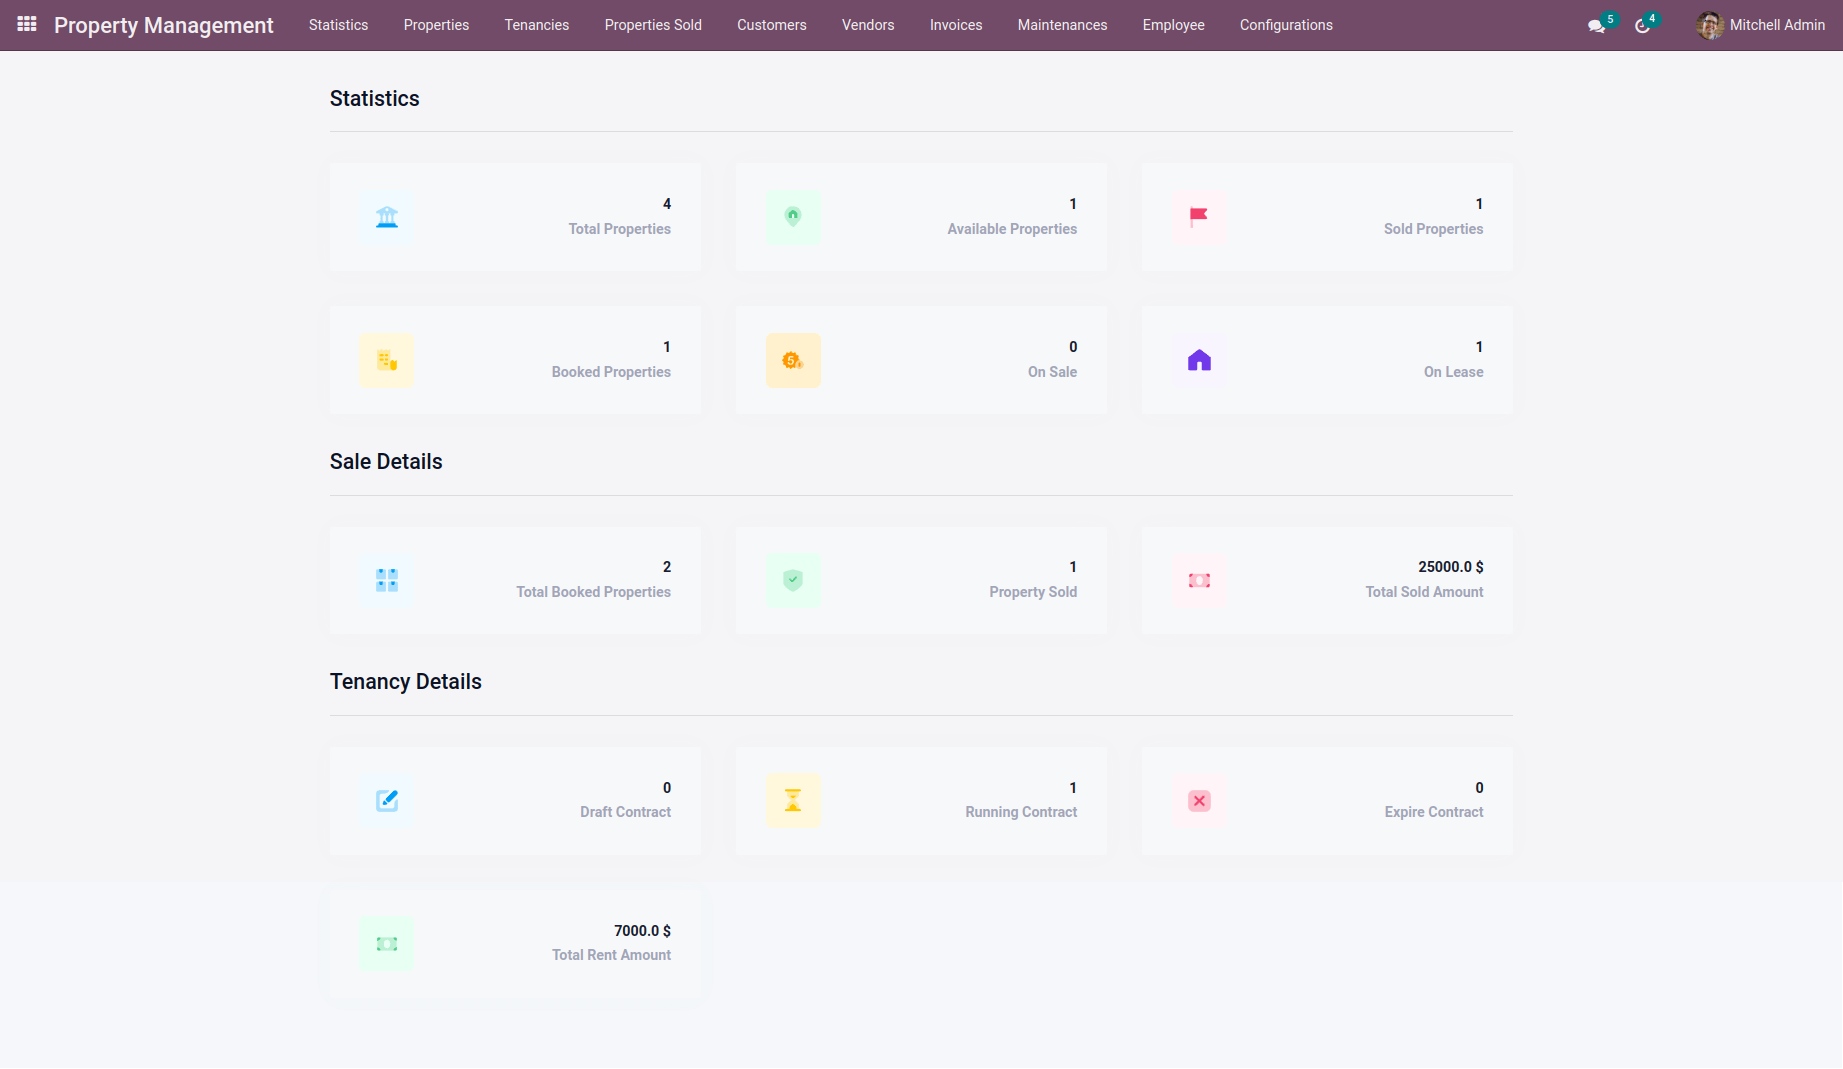 Property Management Statistics Properties Tenancies Properties Sold Customers Vendors Invoices Maintenances Employee Configurations 5 4 Mitchell Admin
Statistics
4
Total Properties
1
Available Properties
1
Sold Properties
1
Booked Properties
0
On Sale
1
On Lease
Sale Details
2
Total Booked Properties
1
Property Sold
25000.0 $
Total Sold Amount
Tenancy Details
0
Draft Contract
1
Running Contract
0
Expire Contract
7000.0 $
Total Rent Amount